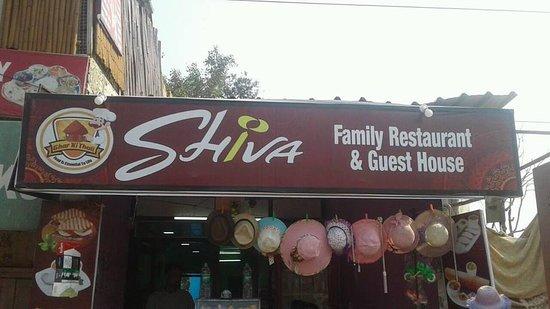 Ghar Ki Thali
Food is Essential To Life
SHiVA
Family Restaurant
& Guest House